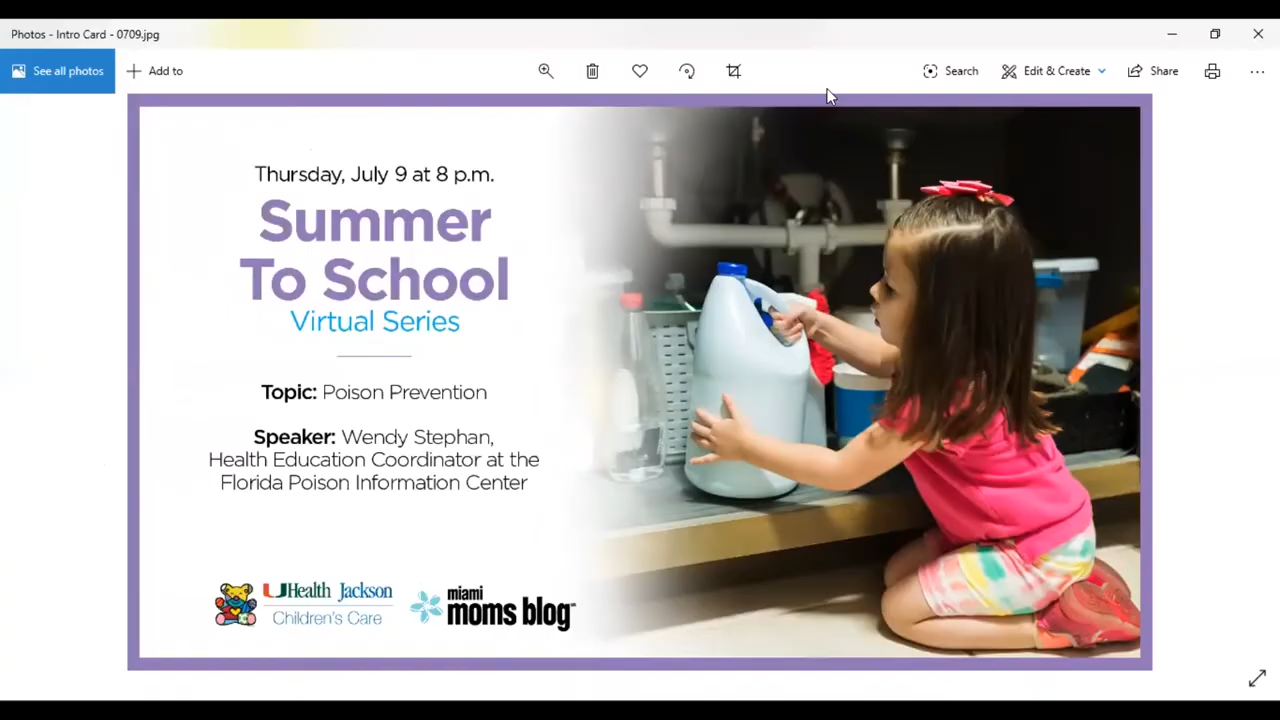 Photos - Intro Card - 0709.jpg
See all photos
Add to
Search
Edit & Create
Share
Thursday, July 9 at 8 p.m.
Summer
To School
Virtual Series
Topic: Poison Prevention
Speaker: Wendy Stephan,
Health Education Coordinator at the
Florida Poison Information Center
UHealth Jackson
Children's Care
miami
moms blog